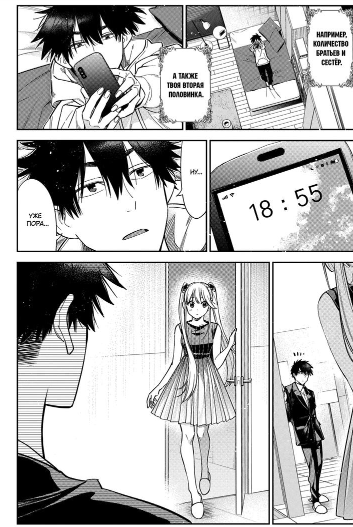 НАПРИМЕР,
КОЛИЧЕСТВО
БРАТЬЕВ И
СЕСТЁР.
А ТАКЖЕ
ТВОЯ ВТОРАЯ
ПОЛОВИНКА.
18:55
НУ...
УЖЕ
ПОРА...